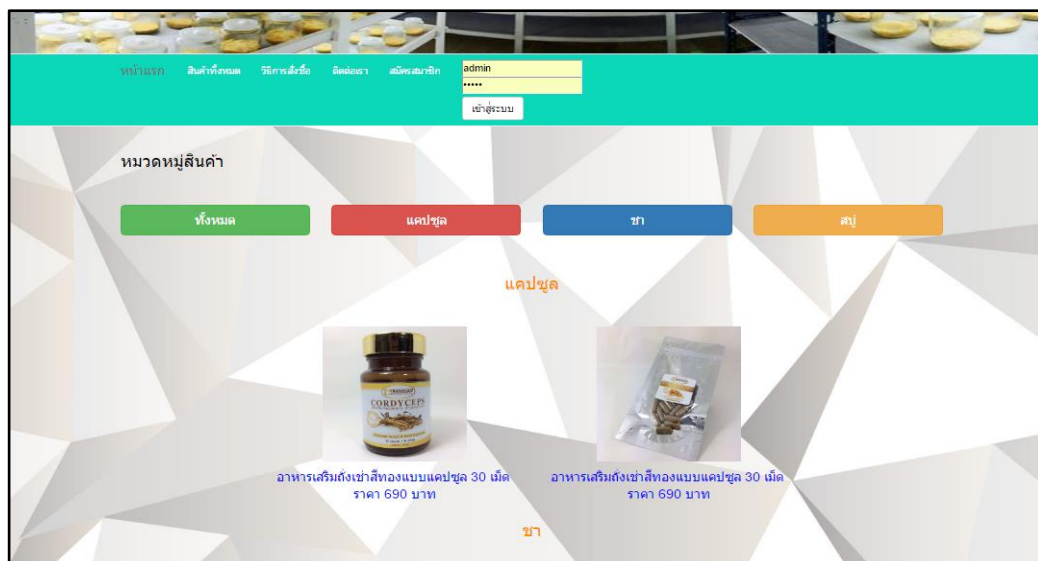 หน้าแรก สินค้าทั้งหมด วิธีการสั่งซื้อ ติดต่อเรา สมัครสมาชิก admin
•••••
เข้าสู่ระบบ
หมวดหมู่สินค้า
ทั้งหมด แคปซูล ชา สบู่
แคปซูล
CORDYCEPS
อาหารเสริมถั่งเช่าสีทองแบบแคปซูล 30 เม็ด
ราคา 690 บาท
อาหารเสริมถั่งเช่าสีทองแบบแคปซูล 30 เม็ด
ราคา 690 บาท
ชา